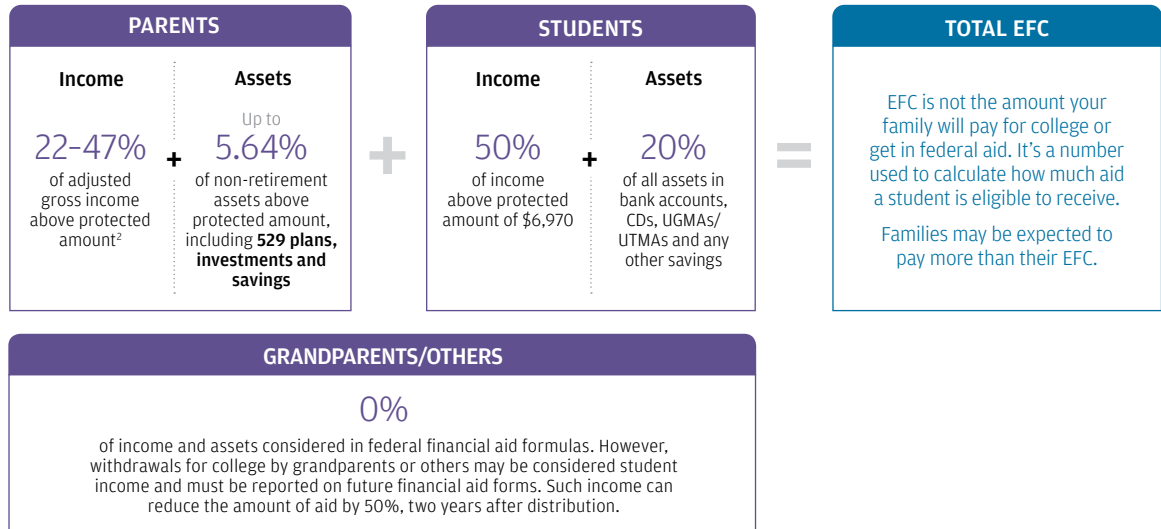 PARENTS
Income
22-47%
of adjusted
gross income
above protected
amount2
+
Assets
Up to
5.64%
of non-retirement
assets above
protected amount,
including 529 plans,
investments and
savings
+
STUDENTS
Income
50%
of income
above protected
amount of $6,970
+
Assets
20%
of all assets in
bank accounts,
CDs, UGMAs/
UTMAs and any
other savings
=
TOTAL EFC
EFC is not the amount your
family will pay for college or
get in federal aid. It's a number
used to calculate how much aid
a student is eligible to receive.
Families may be expected to
pay more than their EFC.
GRANDPARENTS/OTHERS
0%
of income and assets considered in federal financial aid formulas. However,
withdrawals for college by grandparents or others may be considered student
income and must be reported on future financial aid forms. Such income can
reduce the amount of aid by 50%, two years after distribution.